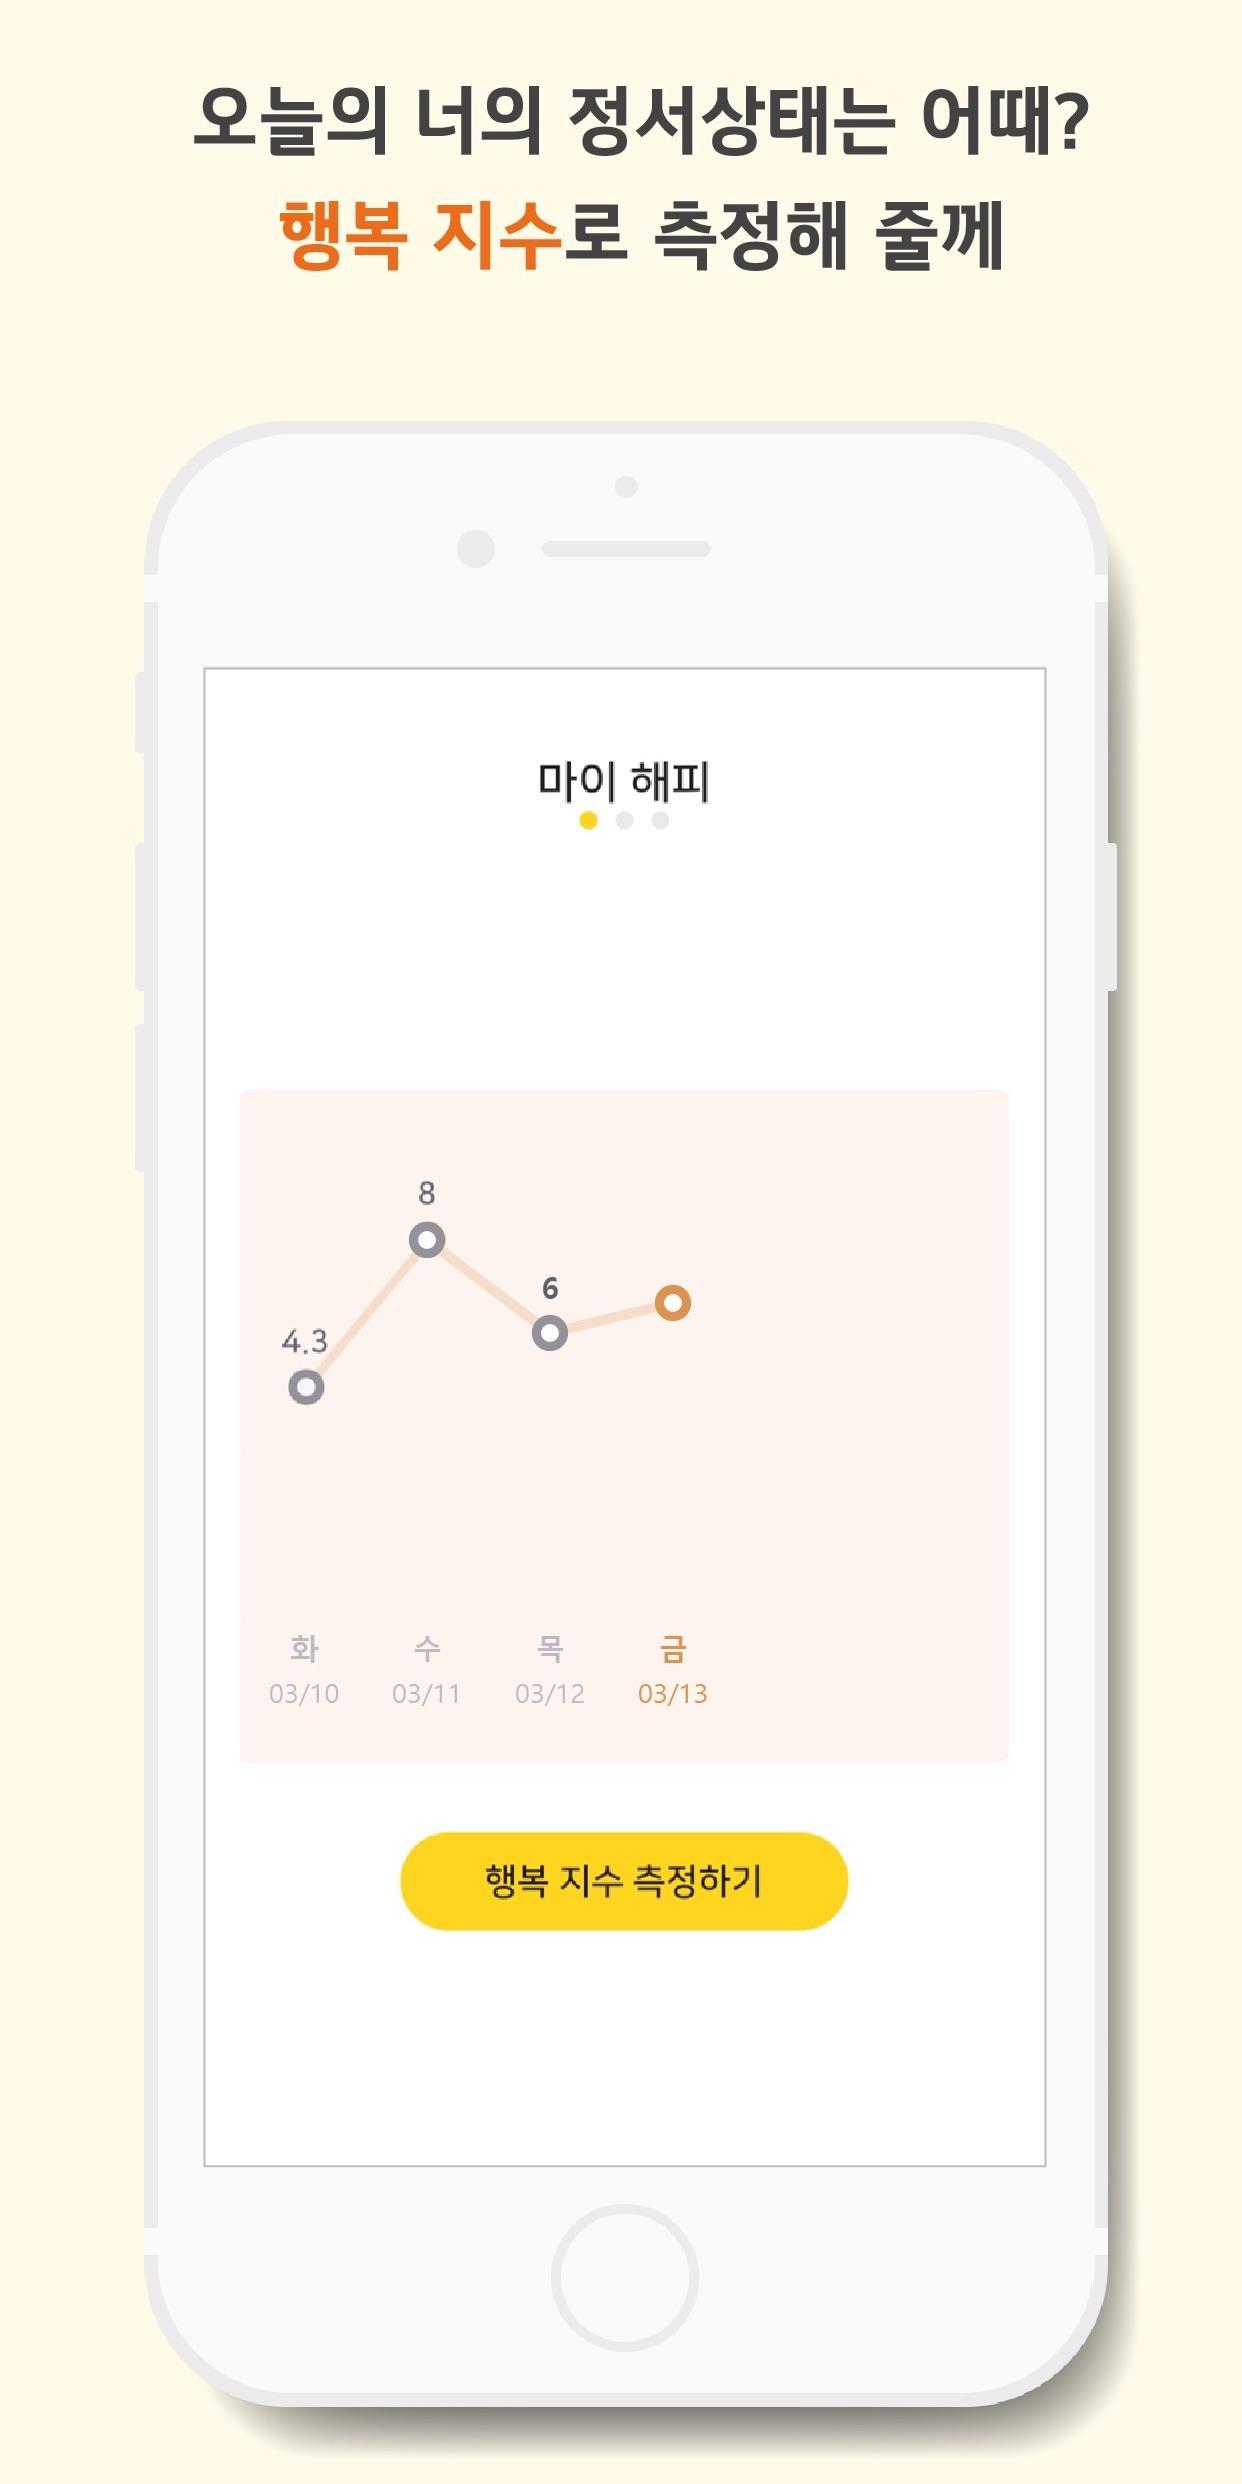 오늘의 너의 정서상태는 어때?
행복 지수로 측정해 줄께
마이 해피
8
6
4.3
화 수 목 금
03/10 03/11 03/12 03/13
행복 지수 측정하기